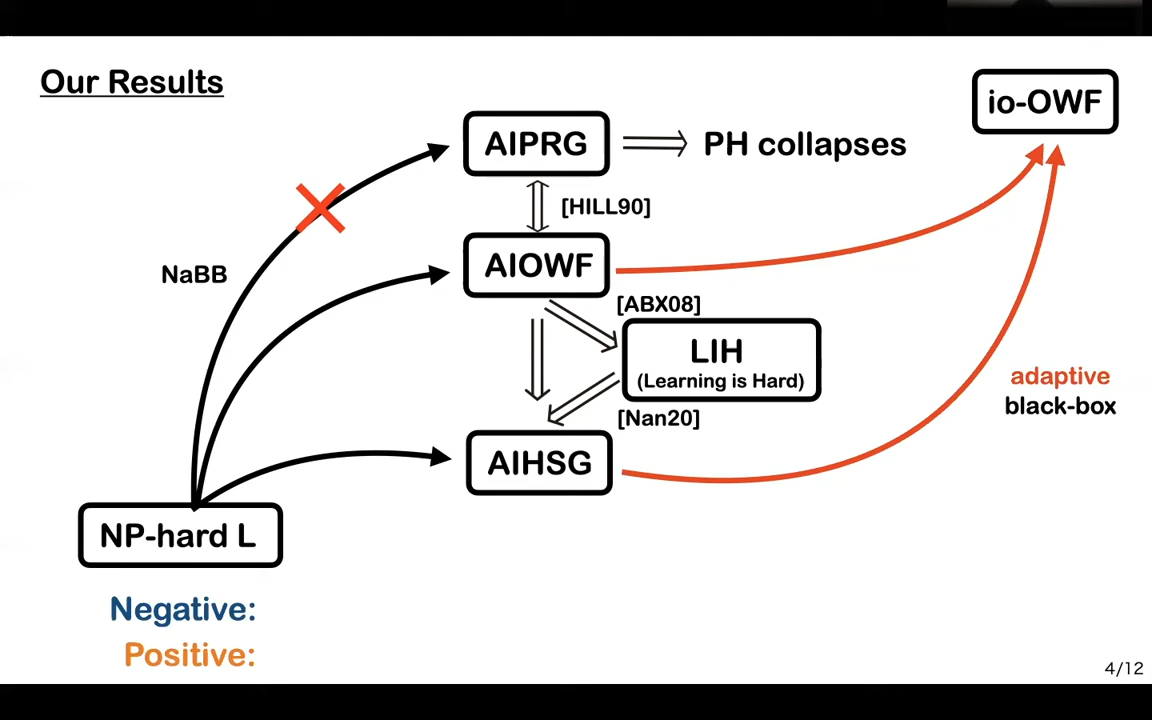 Our Results
io-OWF
AIPRG
PH collapses
[HILL90]
NaBB
AIOWF
[ABX08]
LIH
(Learning is Hard)
adaptive
black-box
[Nan20]
AIHSG
NP-hard L
Negative:
Positive:
4/12